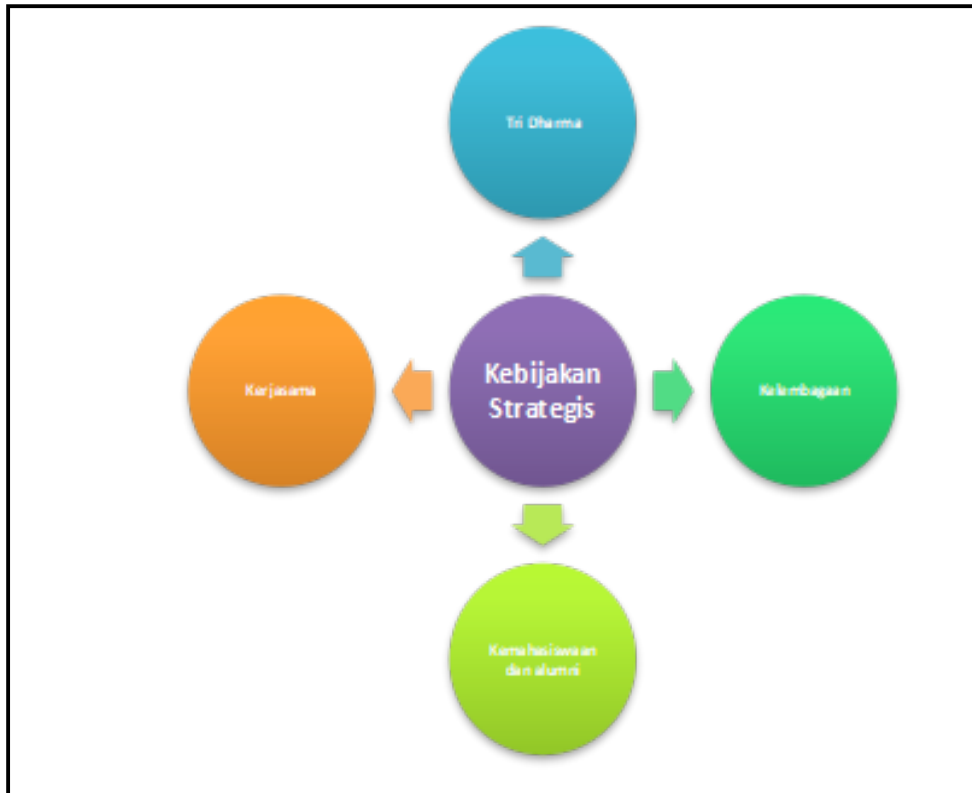 Tri Dharma
Kerjasama
Kebijakan
Strategis
Kelembagaan
Kemahasiswaan
dan alumni